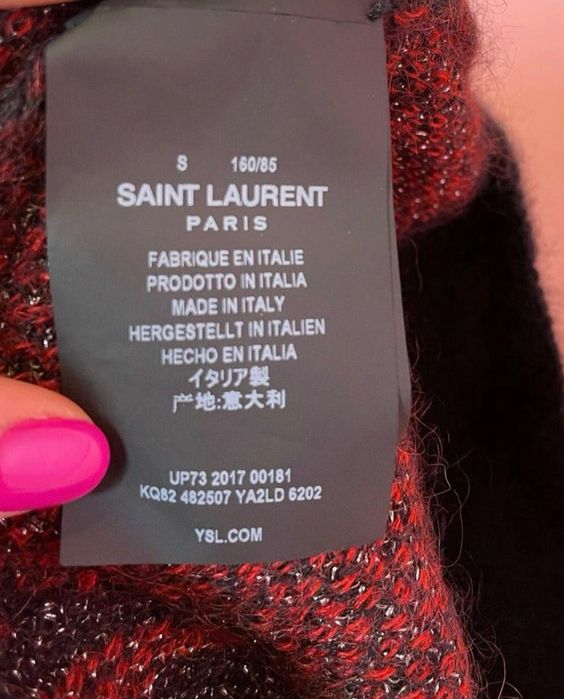 S 160/85
SAINT LAURENT
PARIS
FABRIQUE EN ITALIE
PRODOTTO IN ITALIA
MADE IN ITALY
HERGESTELLT IN ITALIEN
HECHO EN ITALIA
イタリア製
产地:意大利
UP73 2017 00181
KQ82 482507 YA2LD 6202
YSL.COM